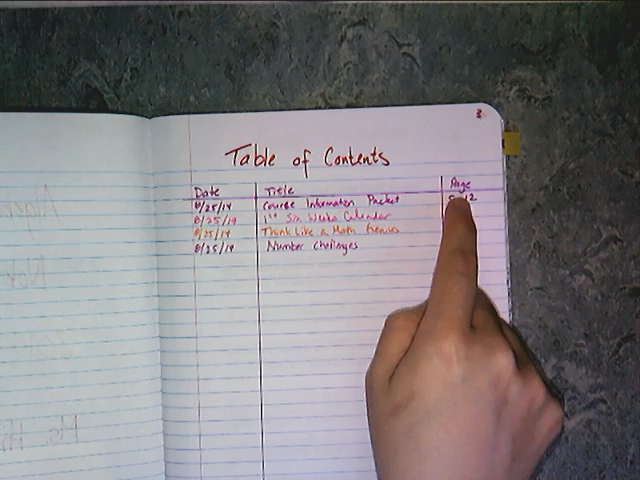 3
Table of Contents
Date Title Page
8/25/14 Course Information Packet
8/25/14 1st Six Weeks Calendar
8/25/14 Think Like a Math Genius
8/25/14 Number Challenges